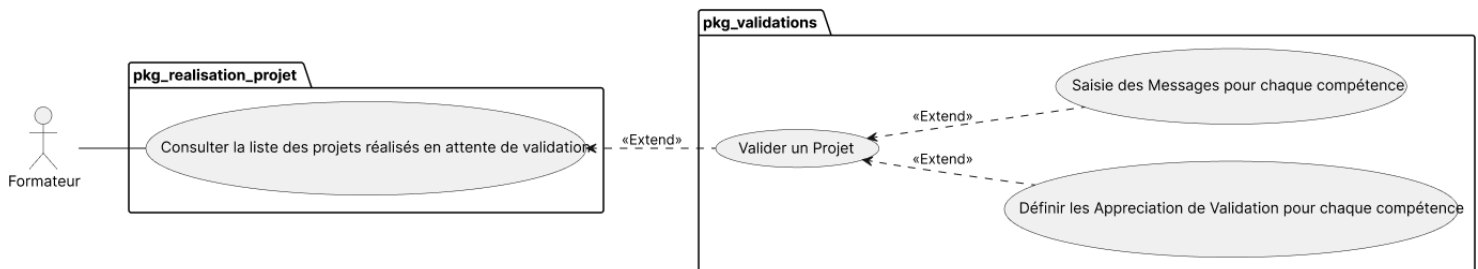 pkg_validations
pkg_realisation_projet
Saisie des Messages pour chaque compétence
«Extend»
«Extend»
Consulter la liste des projets réalisés en attente de validation
Valider un Projet
«Extend»
Formateur
Définir les Appreciation de Validation pour chaque compétence